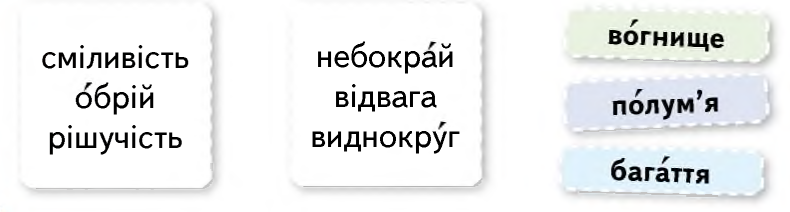 сміливість
о́брій
рішучість
небокра́й
відвага
виднокру́г
во́гнище
по́лум’я
бага́ття